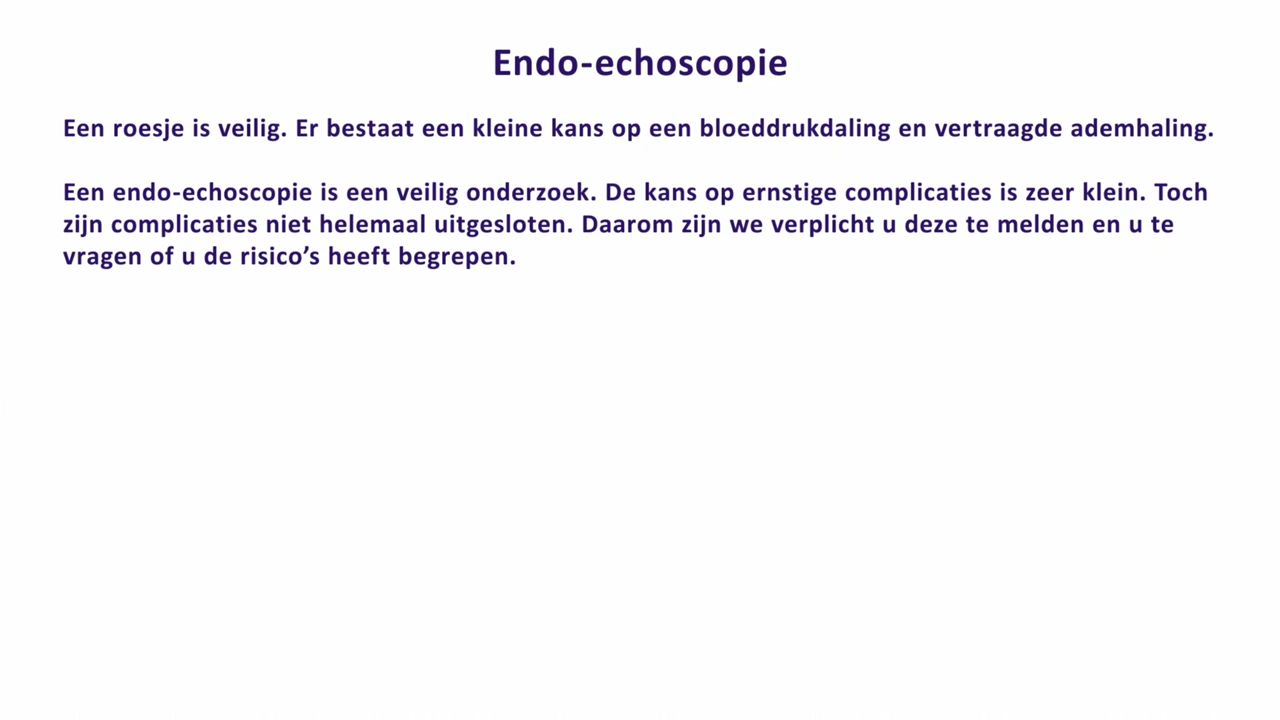 Endo-echoscopie
Een roesje is veilig. Er bestaat een kleine kans op een bloeddrukdaling en vertraagde ademhaling.
Een endo-echoscopie is een veilig onderzoek. De kans op ernstige complicaties is zeer klein. Toch
zijn complicaties niet helemaal uitgesloten. Daarom zijn we verplicht u deze te melden en u te
vragen of u de risico’s heeft begrepen.